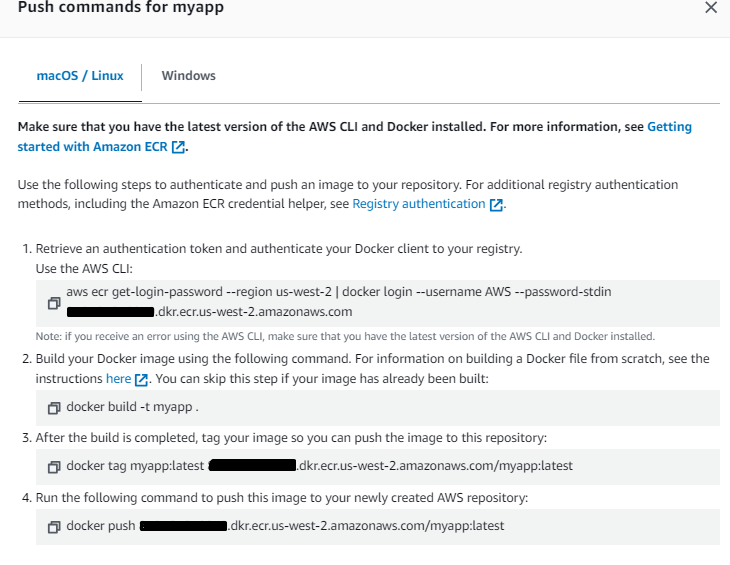 Push commands for myapp
macOS / Linux
Windows
Make sure that you have the latest version of the AWS CLI and Docker installed. For more information, see Getting
started with Amazon ECR.
Use the following steps to authenticate and push an image to your repository. For additional registry authentication
methods, including the Amazon ECR credential helper, see Registry authentication.
1. Retrieve an authentication token and authenticate your Docker client to your registry.
Use the AWS CLI:
aws ecr get-login-password --region us-west-2 | docker login --username AWS --password-stdin
.dkr.ecr.us-west-2.amazonaws.com
Note: if you receive an error using the AWS CLI, make sure that you have the latest version of the AWS CLI and Docker installed.
2. Build your Docker image using the following command. For information on building a Docker file from scratch, see the
instructions here. You can skip this step if your image has already been built:
docker build -t myapp .
3. After the build is completed, tag your image so you can push the image to this repository:
docker tag myapp:latest .dkr.ecr.us-west-2.amazonaws.com/myapp:latest
4. Run the following command to push this image to your newly created AWS repository:
docker push .dkr.ecr.us-west-2.amazonaws.com/myapp:latest